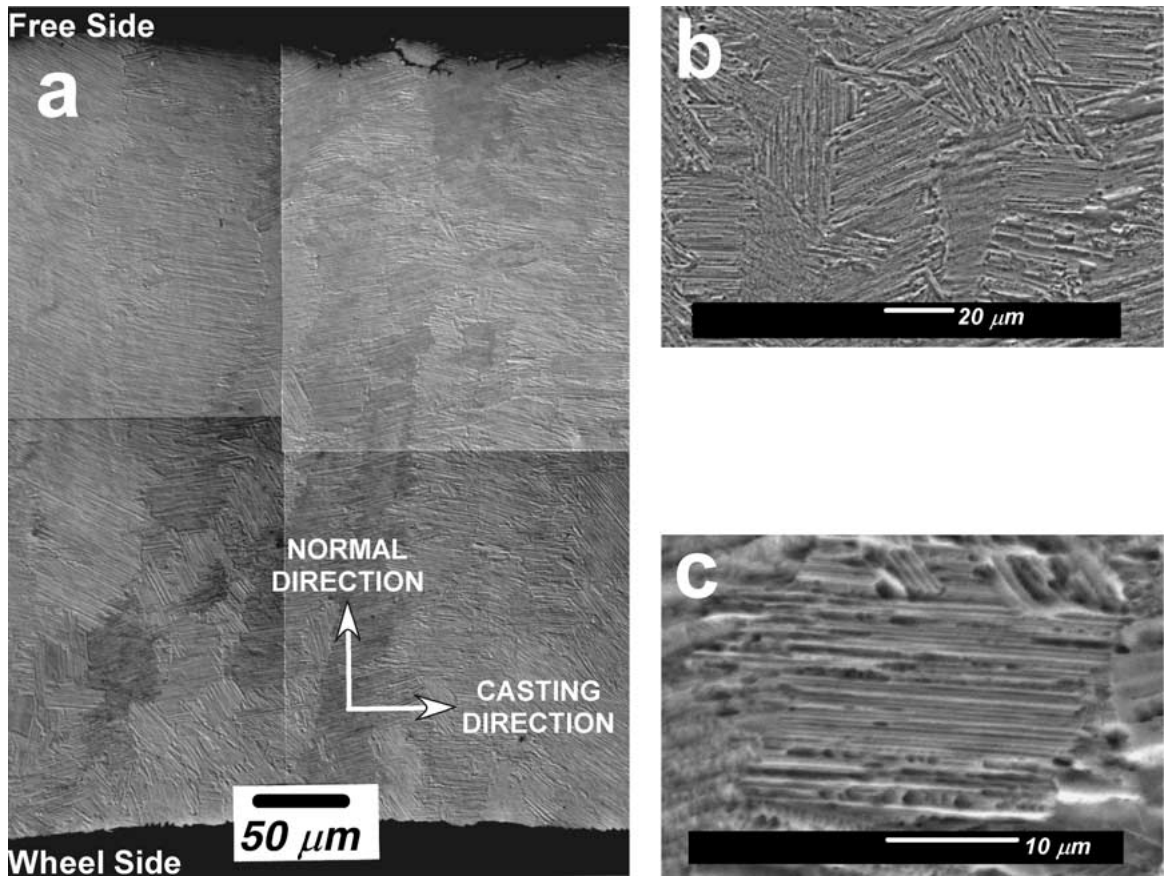 Free Side
a
NORMAL
DIRECTION
CASTING
DIRECTION
50 μm
Wheel Side
b
20 μm
c
10 μm